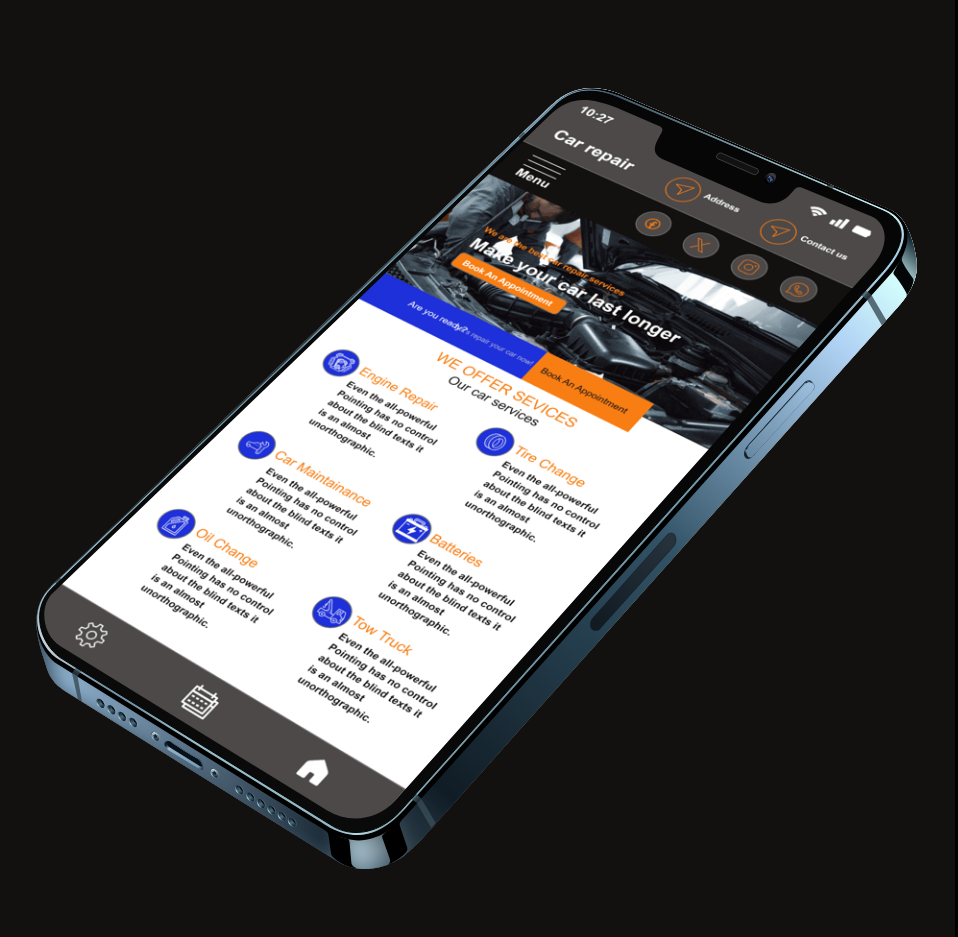 10:27
Car repair
Address
Contact us
Menu
We are the best car repair services
Make your car last longer
Book An Appointment
Are you ready?
repair your car now!
Book An Appointment
WE OFFER SEVICES
Our car services
Engine Repair
Even the all-powerful
Pointing has no control
about the blind texts it
is an almost
unorthographic.
Tire Change
Even the all-powerful
Pointing has no control
about the blind texts it
is an almost
unorthographic.
Car Maintainance
Even the all-powerful
Pointing has no control
about the blind texts it
is an almost
unorthographic.
Batteries
Even the all-powerful
Pointing has no control
about the blind texts it
is an almost
unorthographic.
Oil Change
Even the all-powerful
Pointing has no control
about the blind texts it
is an almost
unorthographic.
Tow Truck
Even the all-powerful
Pointing has no control
about the blind texts it
is an almost
unorthographic.